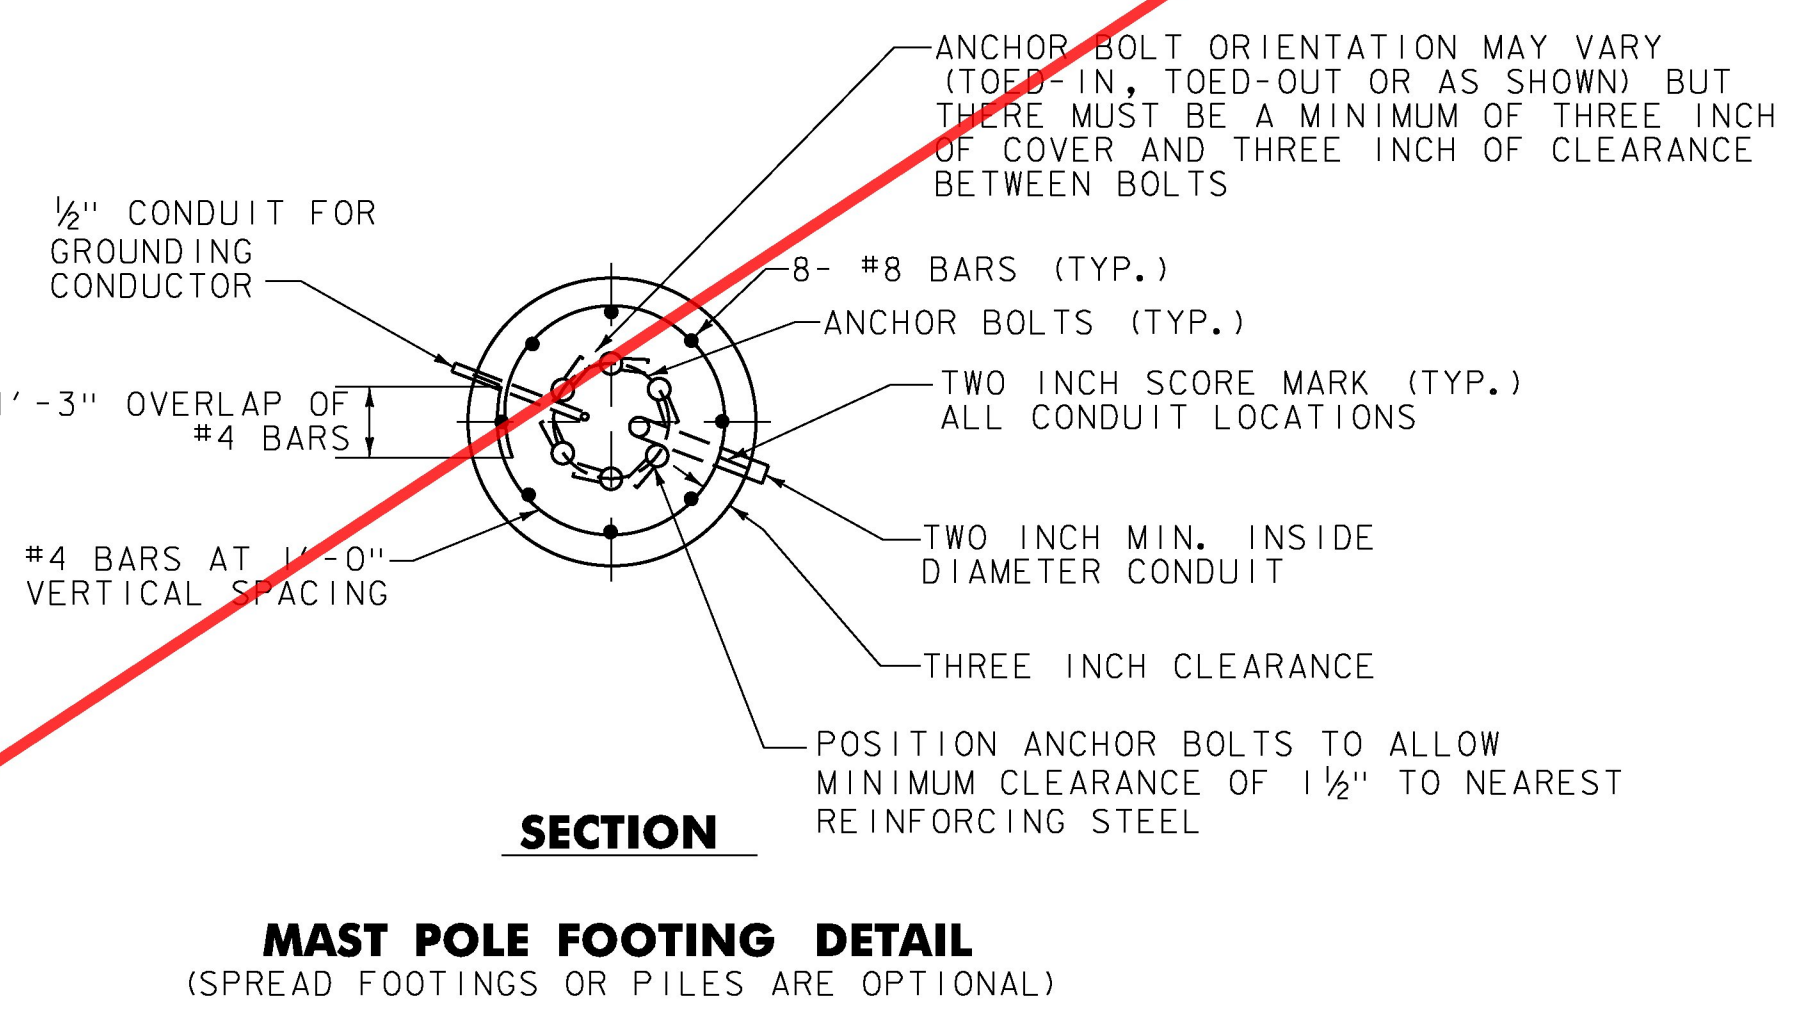 ANCHOR BOLT ORIENTATION MAY VARY
(TOED-IN, TOED-OUT OR AS SHOWN) BUT
THERE MUST BE A MINIMUM OF THREE INCH
OF COVER AND THREE INCH OF CLEARANCE
BETWEEN BOLTS
½" CONDUIT FOR
GROUNDING
CONDUCTOR
8- #8 BARS (TYP.)
ANCHOR BOLTS (TYP.)
TWO INCH SCORE MARK (TYP.)
ALL CONDUIT LOCATIONS
1'-3" OVERLAP OF
#4 BARS
TWO INCH MIN. INSIDE
DIAMETER CONDUIT
#4 BARS AT 1'-0"
VERTICAL SPACING
THREE INCH CLEARANCE
POSITION ANCHOR BOLTS TO ALLOW
MINIMUM CLEARANCE OF 1½" TO NEAREST
REINFORCING STEEL
SECTION
MAST POLE FOOTING DETAIL
(SPREAD FOOTINGS OR PILES ARE OPTIONAL)